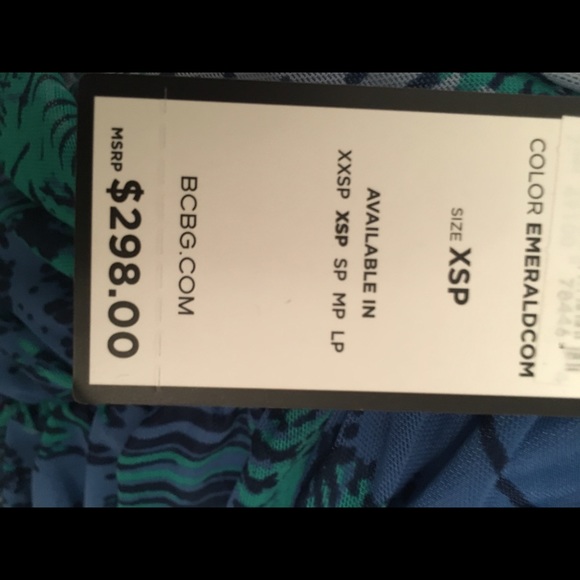 COLOR EMERALDCOM
SIZE XSP
AVAILABLE IN
XXSP XSP SP MP LP
BCBG.COM
MSRP $298.00